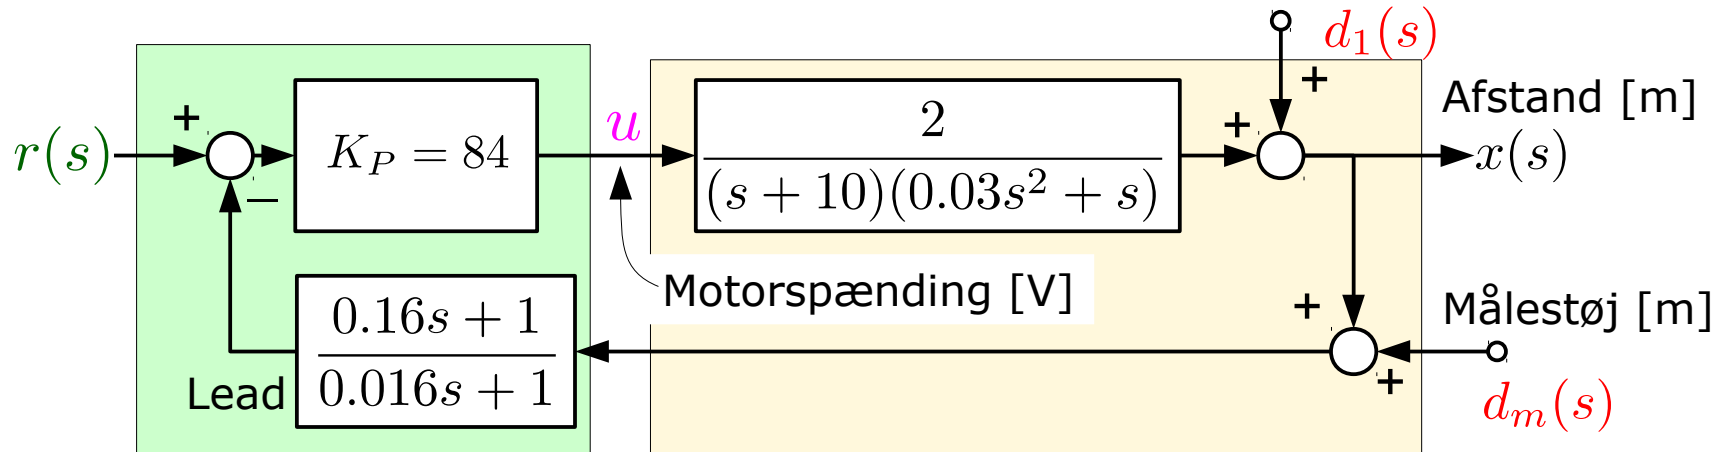 d₁(s)
+
+
r(s)
K_P = 84
−
u
2
(s + 10)(0.03s² + s)
+
Afstand [m]
x(s)
Motorspænding [V]
0.16s + 1
0.016s + 1
Lead
+
+
Målestøj [m]
d_m(s)